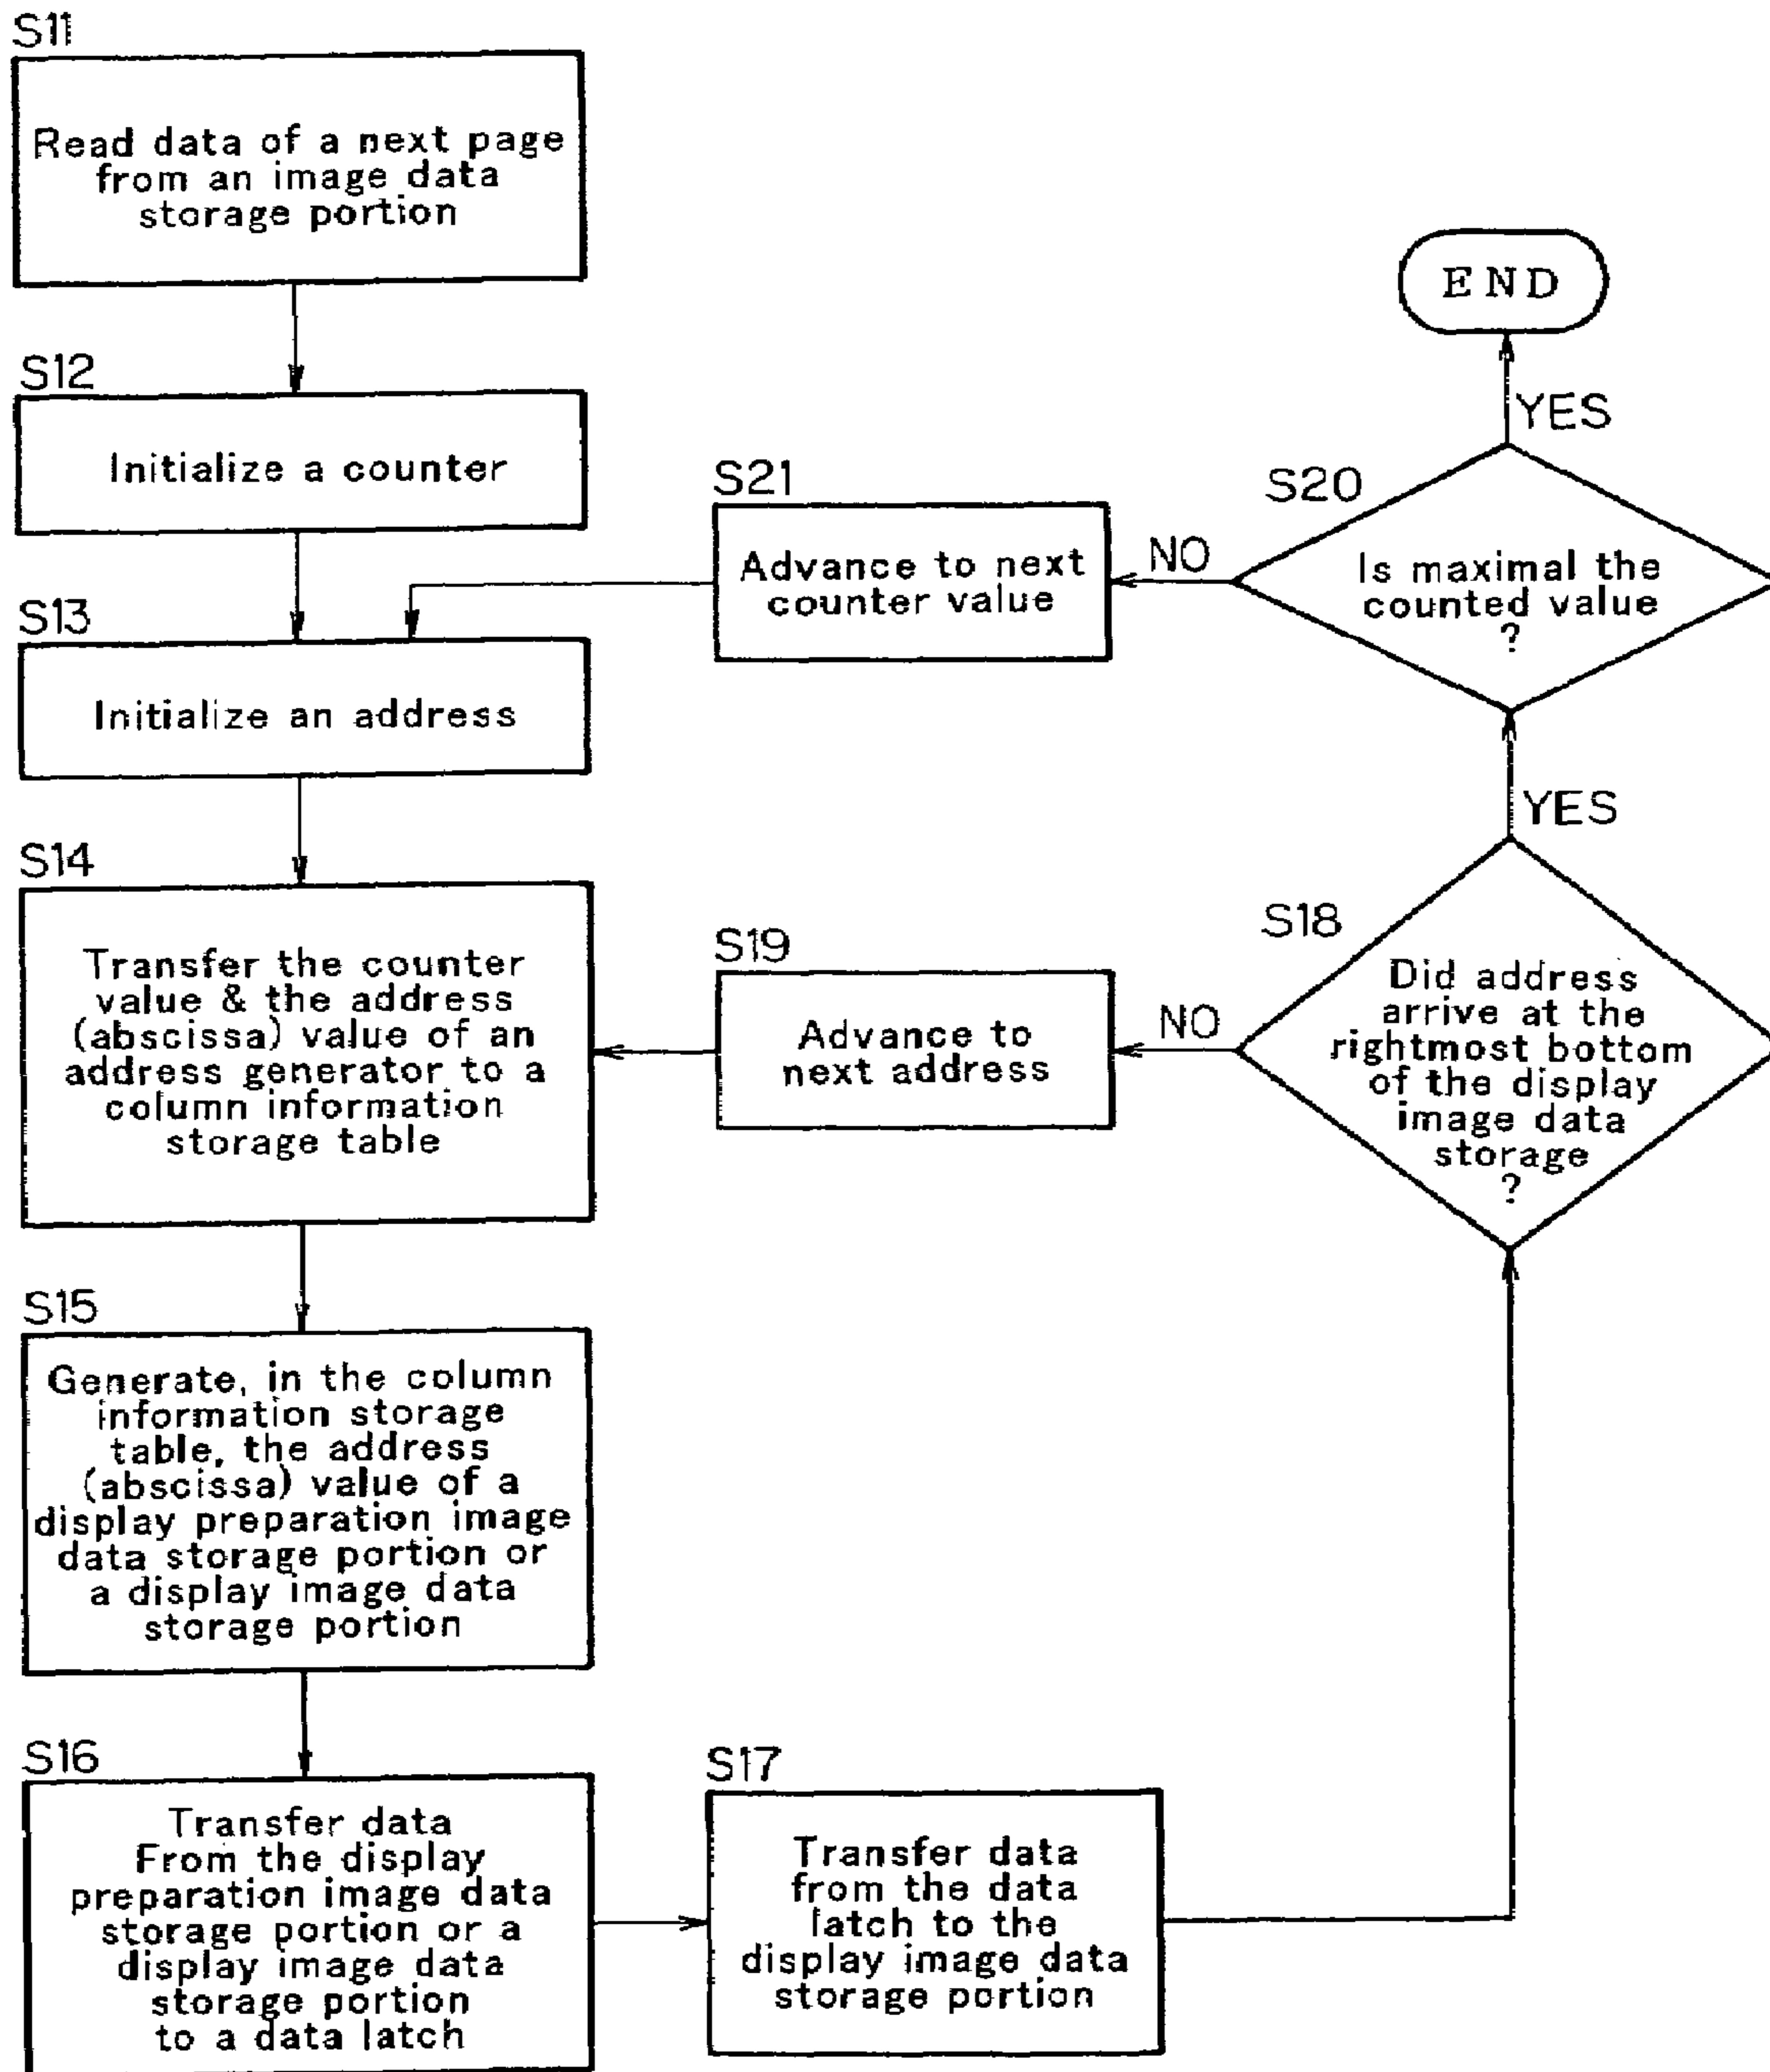 S11
Read data of a next page
from an image data
storage portion
S12
Initialize a counter
S13
Initialize an address
S14
Transfer the counter
value & the address
(abscissa) value of an
address generator to a
column information
storage table
S15
Generate, in the column
information storage
table, the address
(abscissa) value of a
display preparation image
data storage portion or
a display image data
storage portion
S16
Transfer data
From the display
preparation image data
storage portion or a
display image data
storage portion
to a data latch
S17
Transfer data
from the data
latch to the
display image data
storage portion
S18
Did address
arrive at the
rightmost bottom
of the display
image data
storage
?
NO
S19
Advance to
next address
YES
S20
Is maximal the
counted value
?
NO
S21
Advance to next
counter value
YES
END